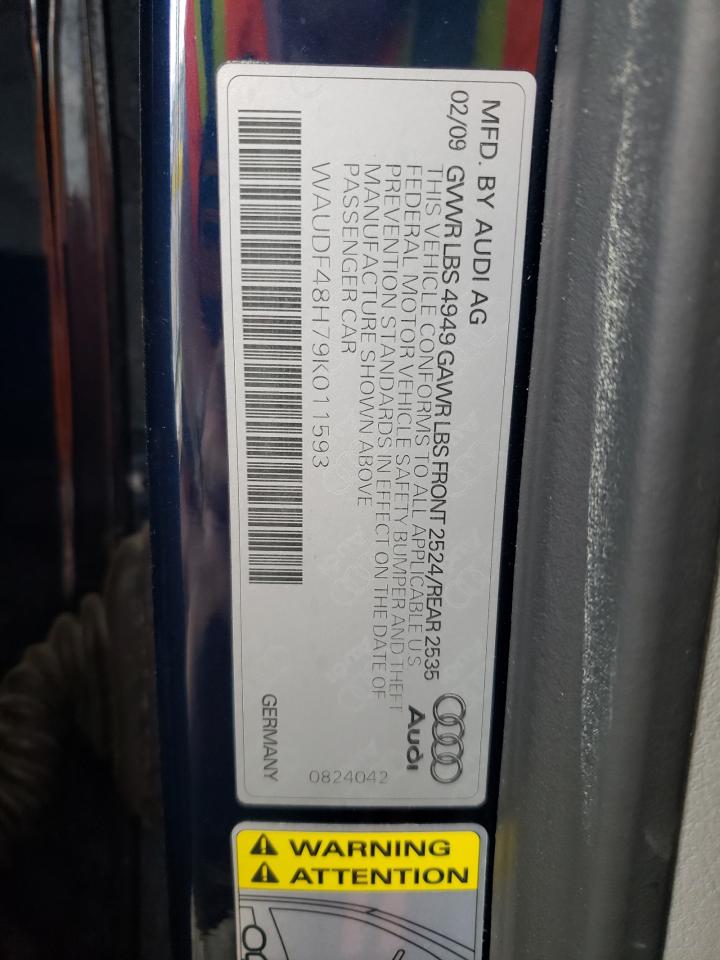 MFD. BY AUDI AG
02/09 GVWR LBS 4949 GAWR LBS FRONT 2524/REAR 2535
THIS VEHICLE CONFORMS TO ALL APPLICABLE U S
FEDERAL MOTOR VEHICLE SAFETY BUMPER AND THEFT
PREVENTION STANDARDS IN EFFECT ON THE DATE OF
MANUFACTURE SHOWN ABOVE
PASSENGER CAR
WAUDF48H79K011593
Audi
0824042
GERMANY
WARNING
ATTENTION